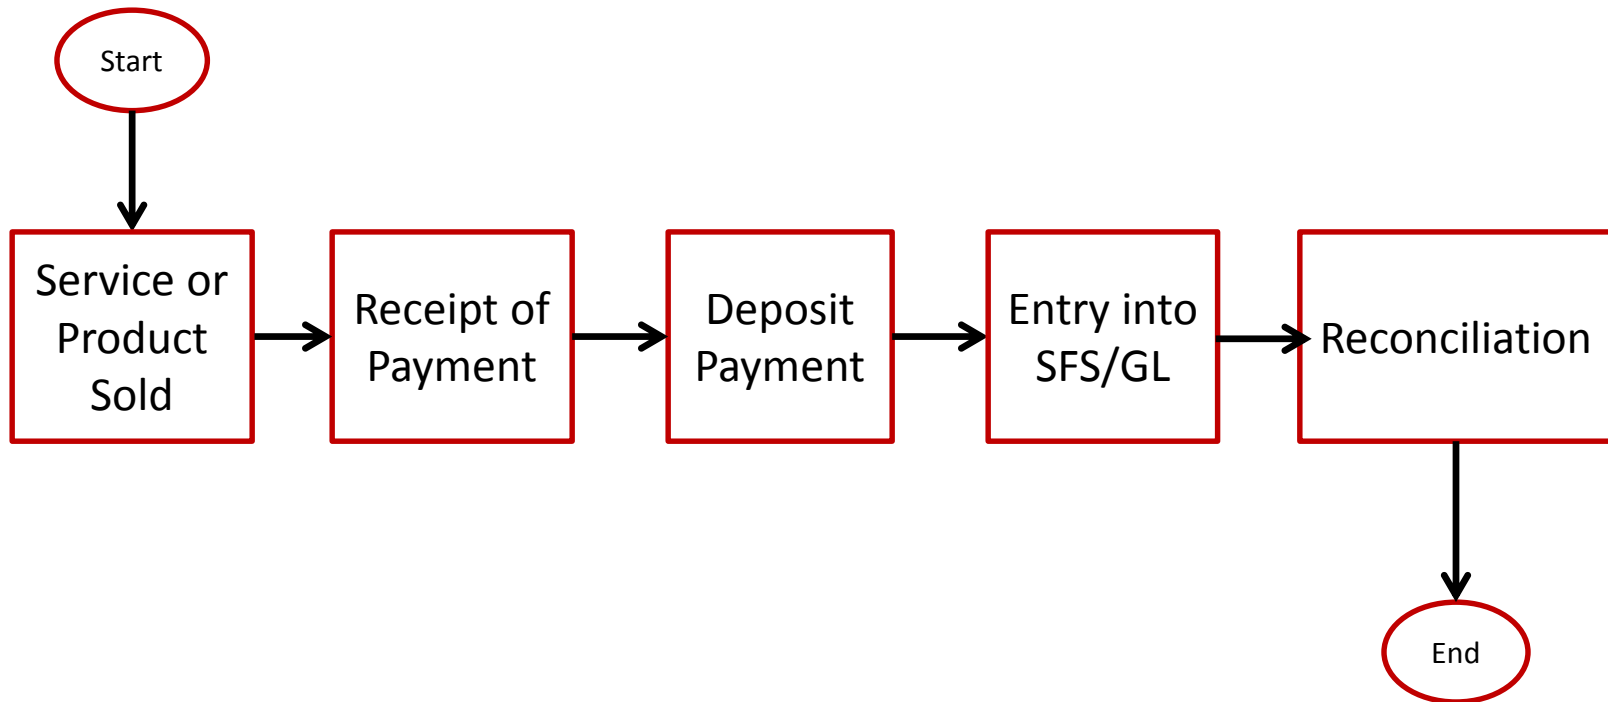 Start
Service or
Product
Sold
Receipt of
Payment
Deposit
Payment
Entry into
SFS/GL
Reconciliation
End